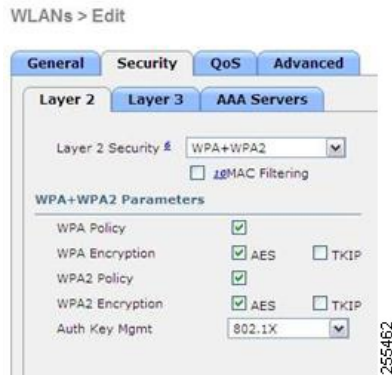 WLANs > Edit
General Security QoS Advanced
Layer 2 Layer 3 AAA Servers
Layer 2 Security 6 WPA+WPA2
10MAC Filtering
WPA+WPA2 Parameters
WPA Policy
WPA Encryption AES TKIP
WPA2 Policy
WPA2 Encryption AES TKIP
Auth Key Mgmt 802.1X
255462